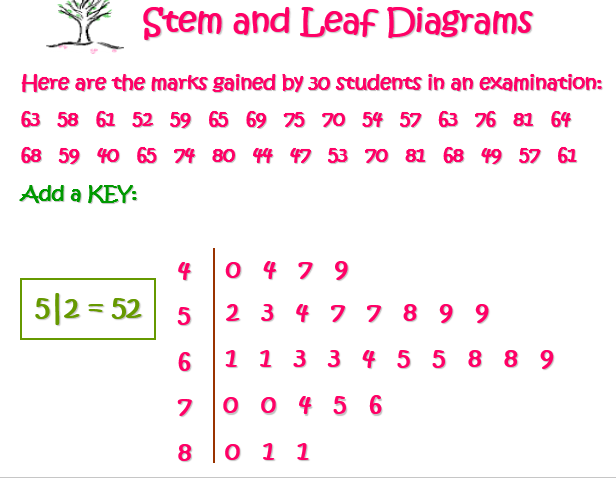 Stem and Leaf Diagrams
Here are the marks gained by 30 students in an examination:
63 58 61 52 59 65 69 75 70 54 57 63 76 81 64
68 59 40 65 74 80 44 47 53 70 81 68 49 57 61
Add a KEY:
5|2 = 52
4 0 4 7 9
5 2 3 4 7 7 8 9 9
6 1 1 3 3 4 5 5 8 8 9
7 0 0 4 5 6
8 0 1 1